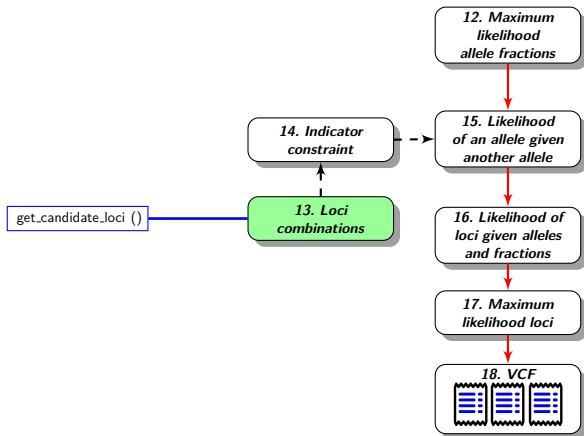 12. Maximum
likelihood
allele fractions
15. Likelihood
of an allele given
another allele
14. Indicator
constraint
13. Loci
combinations
get_candidate_loci ()
16. Likelihood of
loci given alleles
and fractions
17. Maximum
likelihood loci
18. VCF